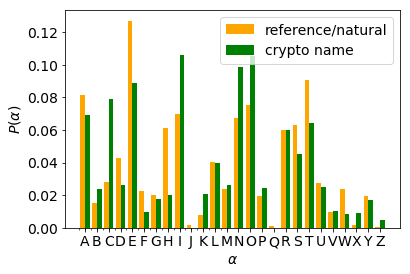 reference/natural
crypto name
P(α)
0.12
0.10
0.08
0.06
0.04
0.02
0.00
A B C D E F G H I J K L M N O P Q R S T U V W X Y Z
α